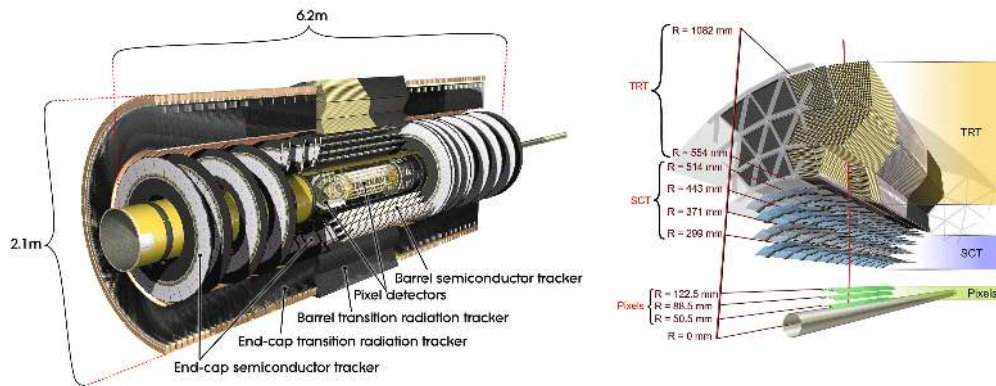 6.2m
2.1m
Barrel semiconductor tracker
Pixel detectors
Barrel transition radiation tracker
End-cap transition radiation tracker
End-cap semiconductor tracker
R = 1082 mm
TRT
TRT
R = 554 mm
R = 514 mm
R = 443 mm
SCT
R = 371 mm
R = 299 mm
SCT
R = 122.5 mm
Pixels
Pixels
R = 88.5 mm
R = 50.5 mm
R = 0 mm